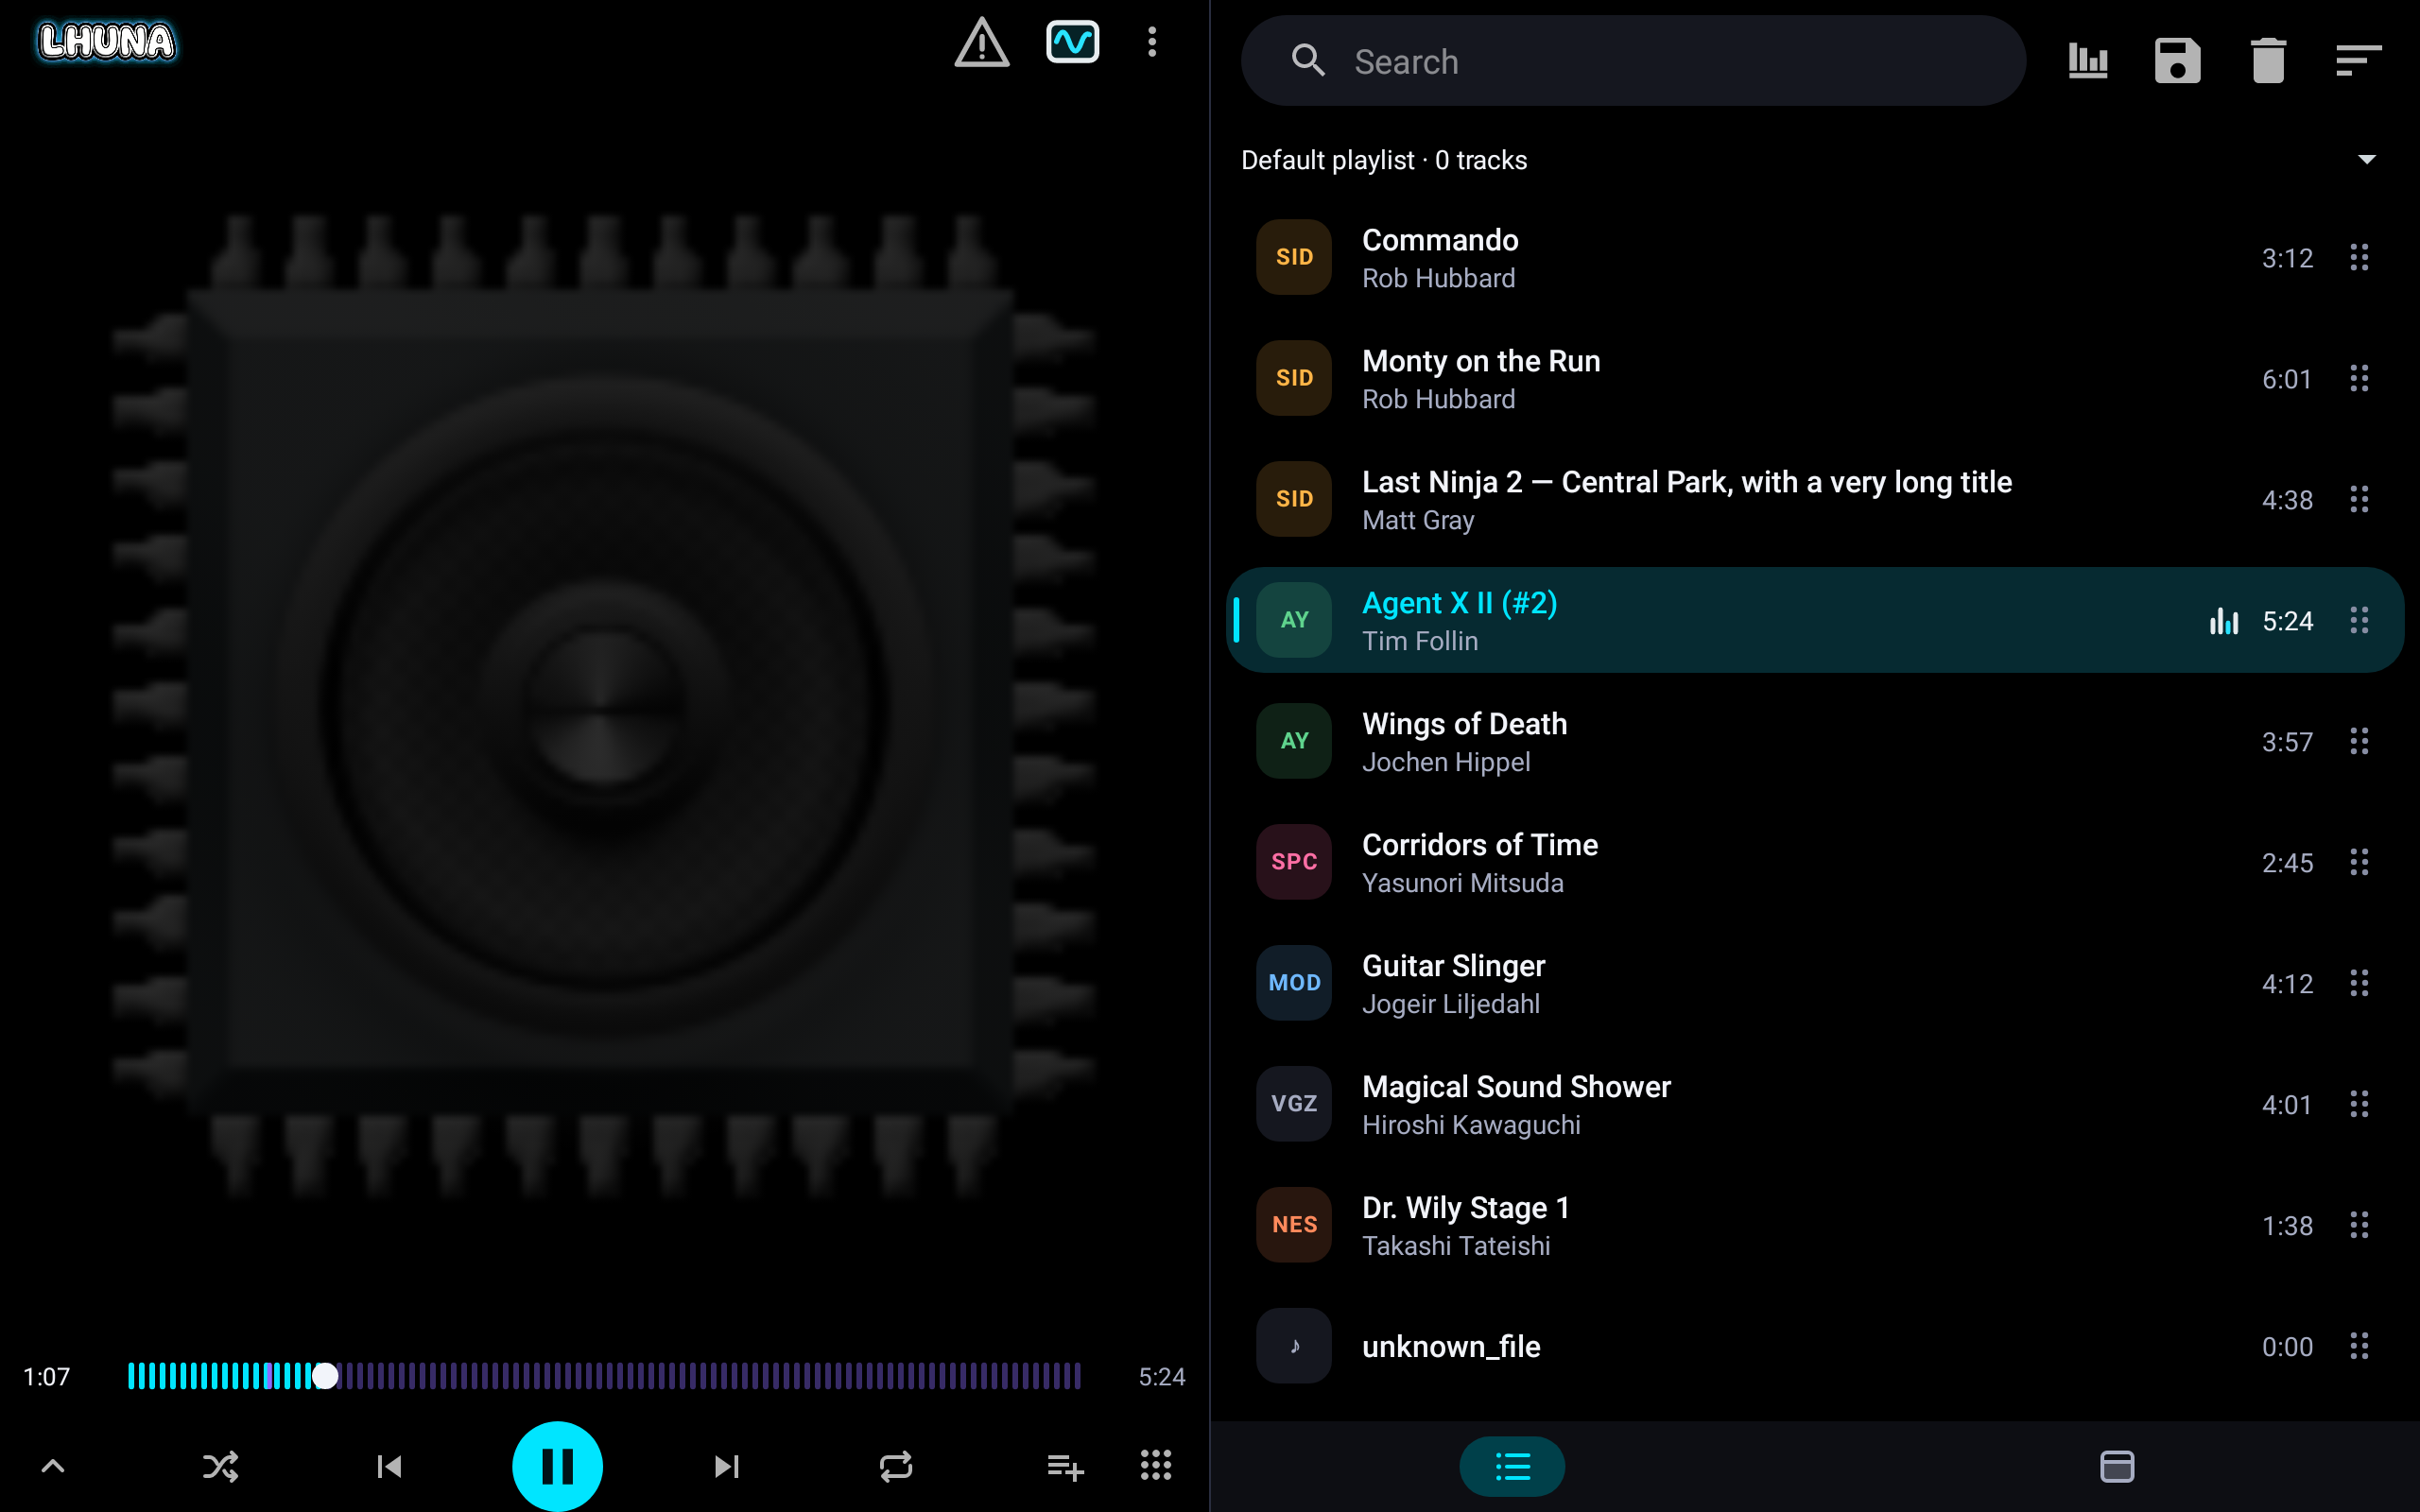 LHUNA
Search
Default playlist · 0 tracks
SID
Commando
Rob Hubbard
3:12
SID
Monty on the Run
Rob Hubbard
6:01
SID
Last Ninja 2 — Central Park, with a very long title
Matt Gray
4:38
AY
Agent X II (#2)
Tim Follin
5:24
AY
Wings of Death
Jochen Hippel
3:57
SPC
Corridors of Time
Yasunori Mitsuda
2:45
MOD
Guitar Slinger
Jogeir Liljedahl
4:12
VGZ
Magical Sound Shower
Hiroshi Kawaguchi
4:01
NES
Dr. Wily Stage 1
Takashi Tateishi
1:38
♪
unknown_file
0:00
1:07
5:24